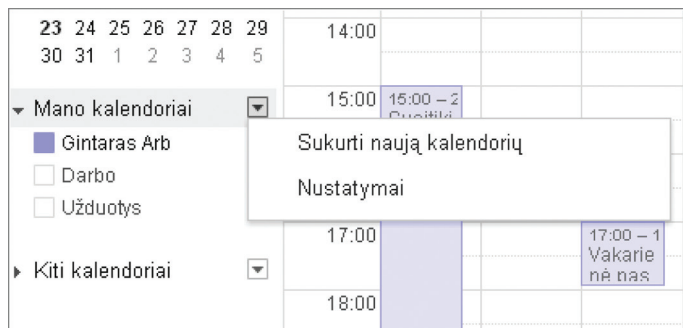 23 24 25 26 27 28 29
30 31 1 2 3 4 5
Mano kalendoriai
Gintaras Arb
Darbo
Užduotys
Kiti kalendoriai
Sukurti naują kalendorių
Nustatymai
14:00
15:00
15:00 – 2
17:00
17:00 – 1
Vakarie
nė pas
18:00